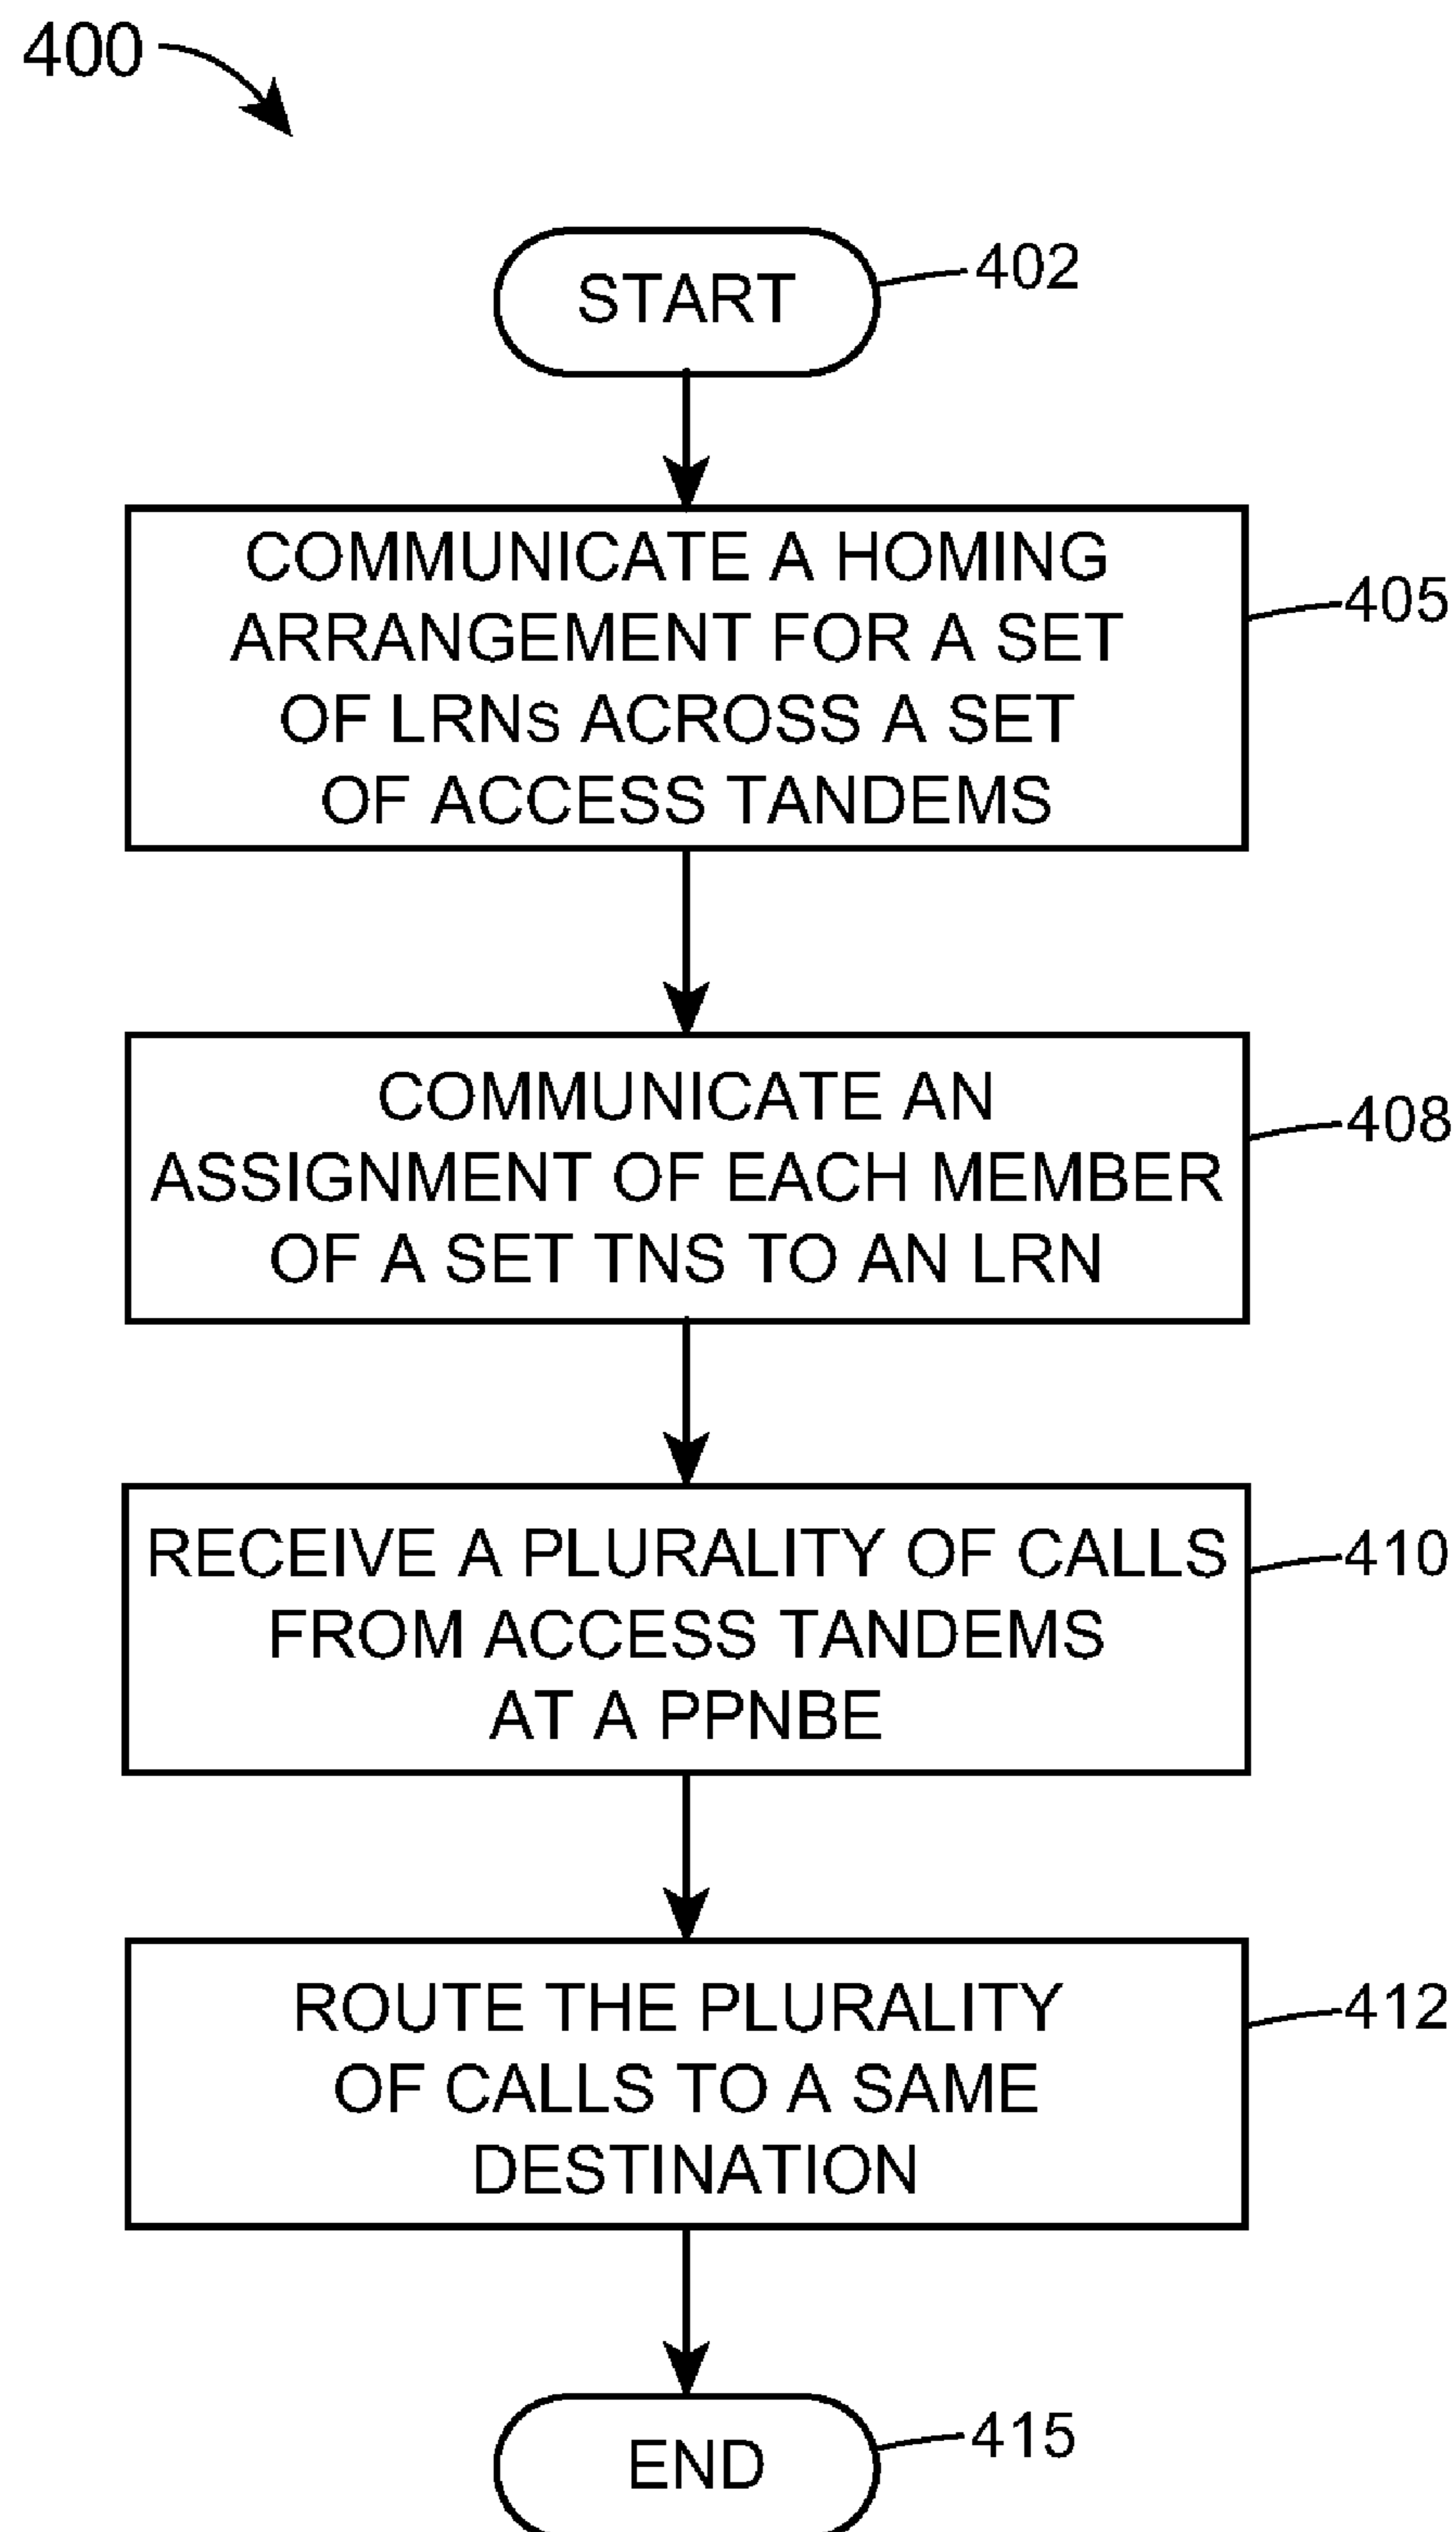 400
START
402
COMMUNICATE A HOMING
ARRANGEMENT FOR A SET
OF LRNs ACROSS A SET
OF ACCESS TANDEMS
405
COMMUNICATE AN
ASSIGNMENT OF EACH MEMBER
OF A SET TNS TO AN LRN
408
RECEIVE A PLURALITY OF CALLS
FROM ACCESS TANDEMS
AT A PPNBE
410
ROUTE THE PLURALITY
OF CALLS TO A SAME
DESTINATION
412
END
415